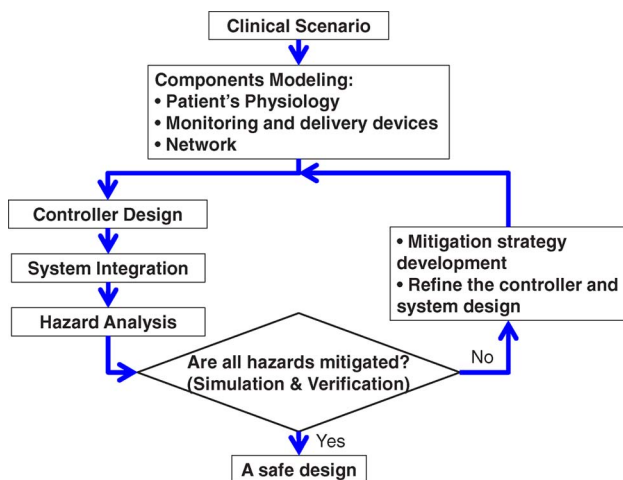 Clinical Scenario
Components Modeling:
• Patient's Physiology
• Monitoring and delivery devices
• Network
Controller Design
System Integration
Hazard Analysis
• Mitigation strategy
development
• Refine the controller and
system design
Are all hazards mitigated?
(Simulation & Verification)
No
Yes
A safe design